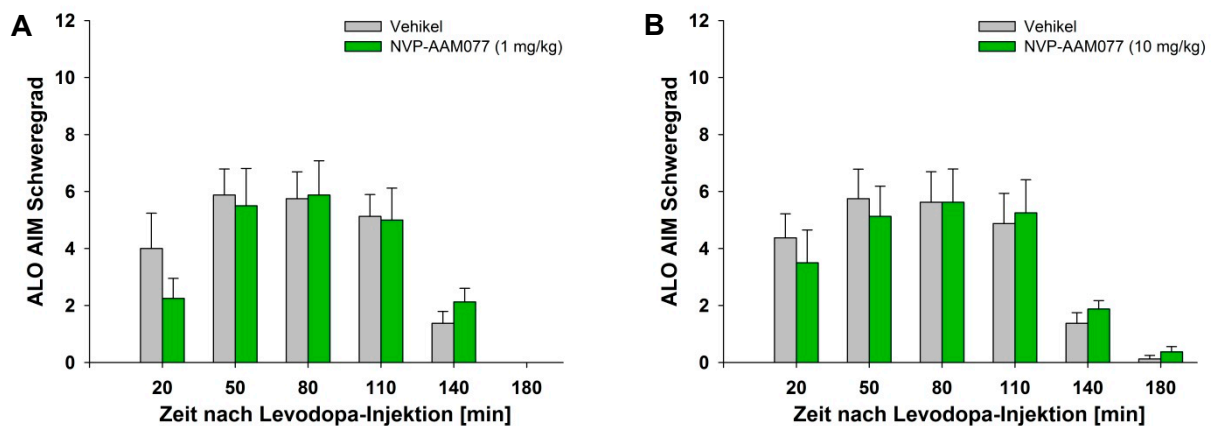 A
ALO AIM Schweregrad
12
10
8
6
4
2
0
Vehikel
NVP-AAM077 (1 mg/kg)
20 50 80 110 140 180
Zeit nach Levodopa-Injektion [min]
B
ALO AIM Schweregrad
12
10
8
6
4
2
0
Vehikel
NVP-AAM077 (10 mg/kg)
20 50 80 110 140 180
Zeit nach Levodopa-Injektion [min]